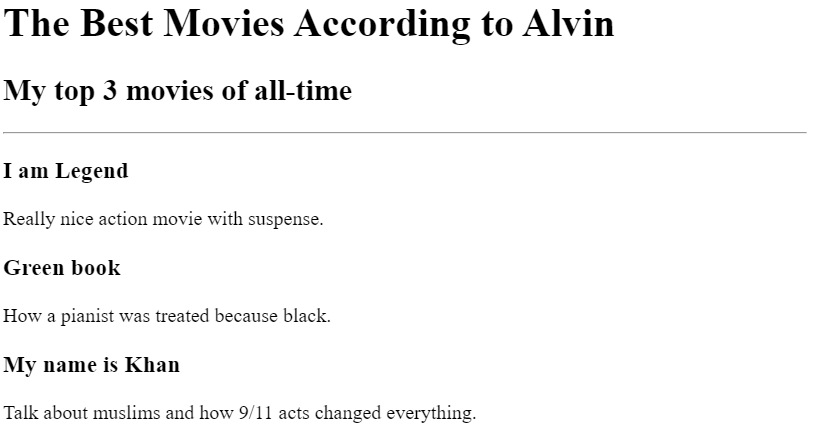 The Best Movies According to Alvin
My top 3 movies of all-time
I am Legend
Really nice action movie with suspense.
Green book
How a pianist was treated because black.
My name is Khan
Talk about muslims and how 9/11 acts changed everything.